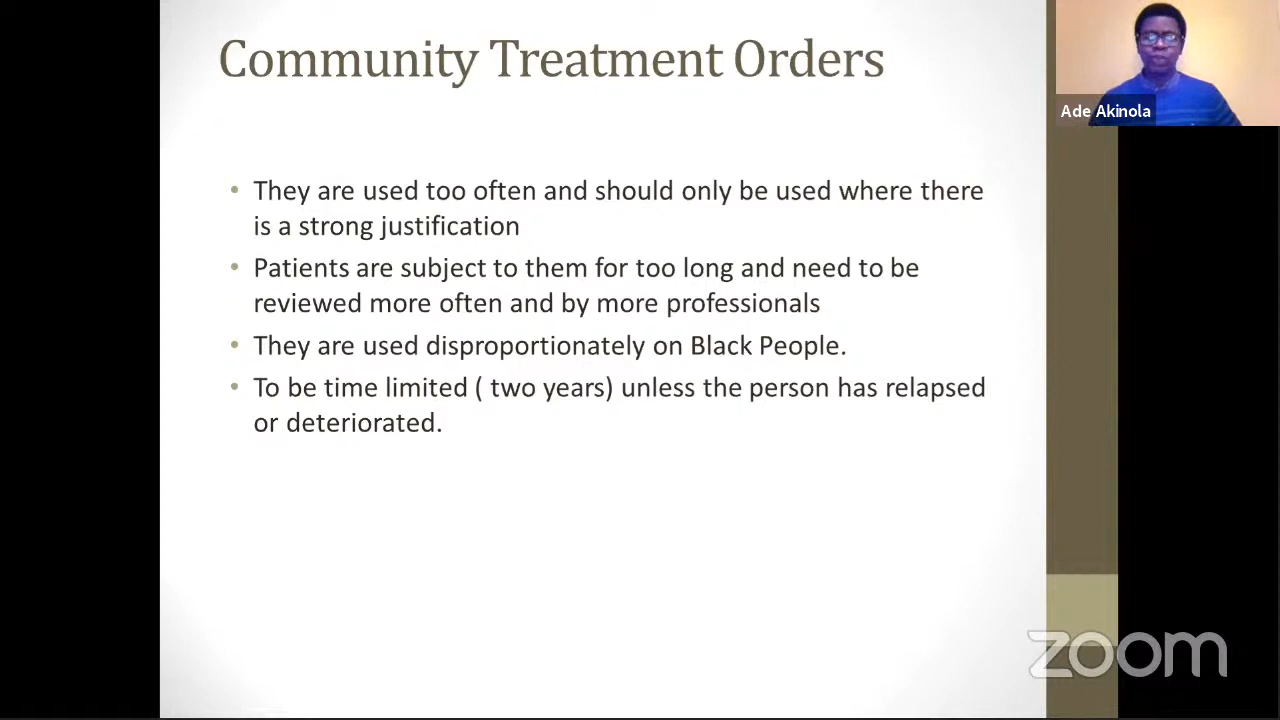 Community Treatment Orders
Ade Akinola
• They are used too often and should only be used where there
is a strong justification
• Patients are subject to them for too long and need to be
reviewed more often and by more professionals
• They are used disproportionately on Black People.
• To be time limited ( two years) unless the person has relapsed
or deteriorated.
zoom